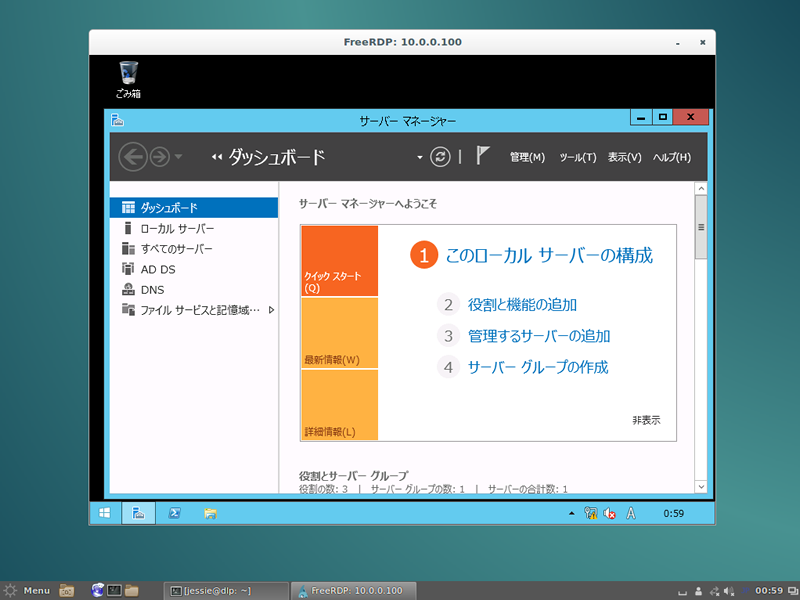 FreeRDP: 10.0.0.100
ごみ箱
サーバー マネージャー
ダッシュボード
管理(M) ツール(T) 表示(V) ヘルプ(H)
ダッシュボード
ローカル サーバー
すべてのサーバー
AD DS
DNS
ファイル サービスと記憶域…
サーバー マネージャーへようこそ
クイック スタート
(Q)
最新情報(W)
詳細情報(L)
1 このローカル サーバーの構成
2 役割と機能の追加
3 管理するサーバーの追加
4 サーバー グループの作成
非表示
役割とサーバー グループ
役割の数: 3 | サーバー グループの数: 1 | サーバーの合計数: 1
A 0:59
Menu [jessie@dlp: ~] FreeRDP: 10.0.0.100 00:59